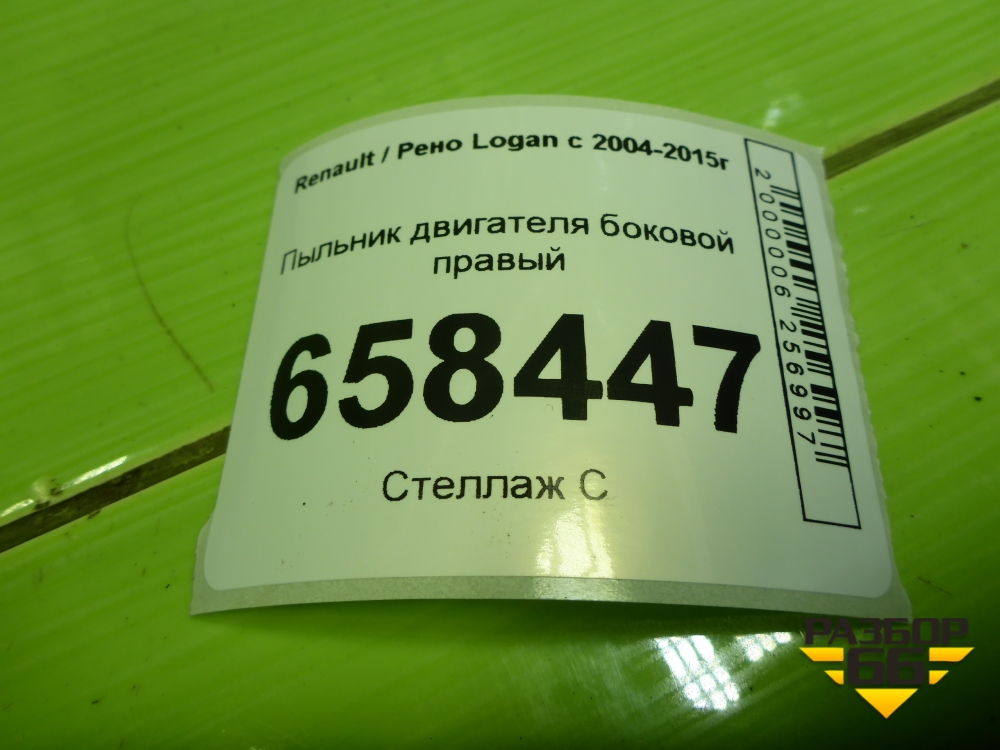 Renault / Рено Logan с 2004-2015г
Пыльник двигателя боковой
правый
658447
Стеллаж С
2000006256997
РАЗБОР
66